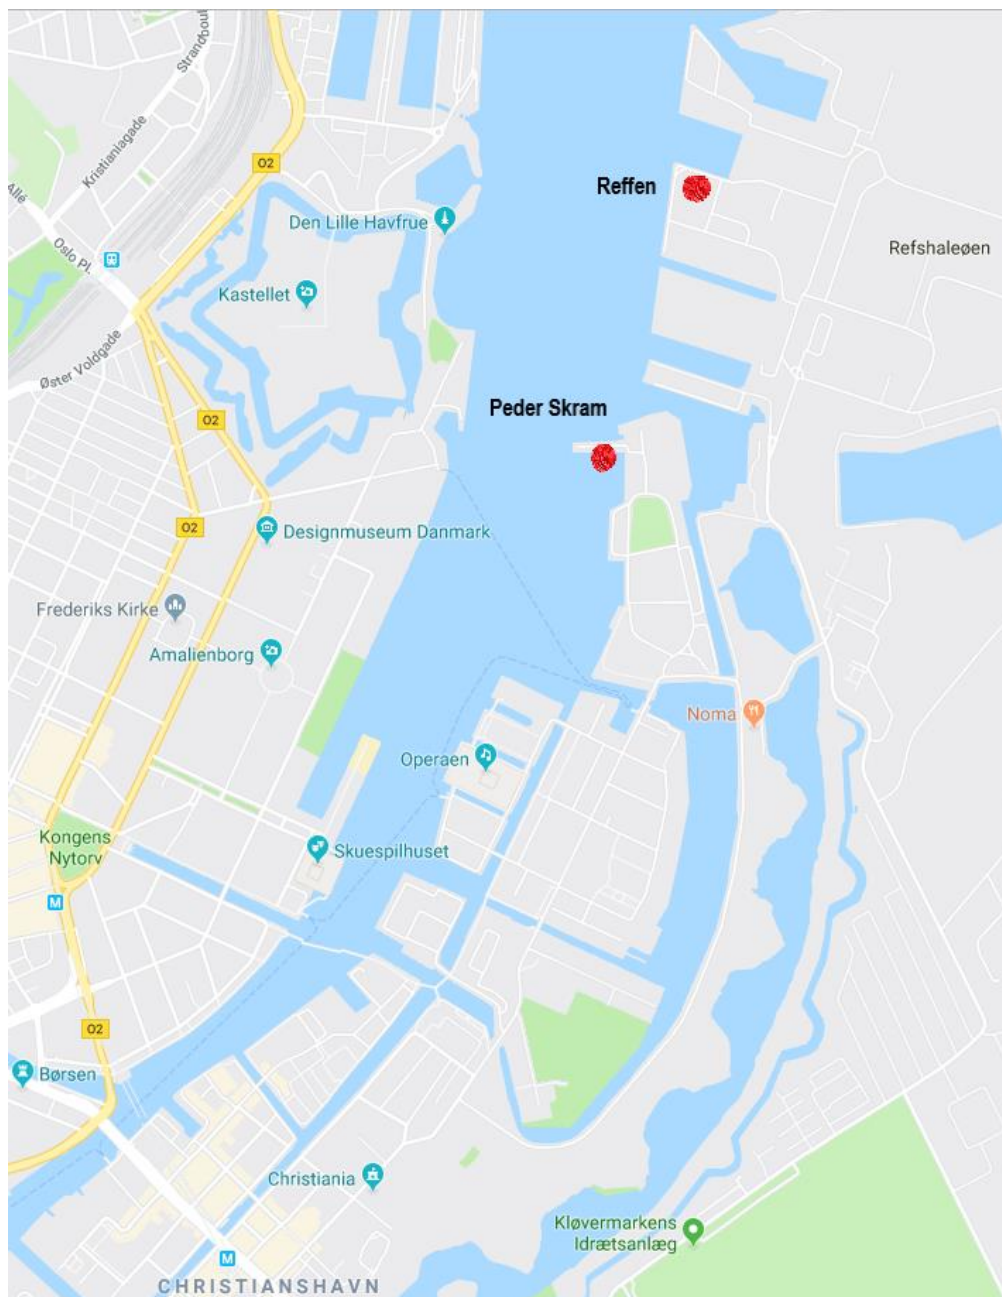 Strandboul
Kristianiagade
Allé
Oslo Pl.
O2
Den Lille Havfrue
Reffen
Refshaleøen
Kastellet
Øster Voldgade
O2
Peder Skram
O2
Designmuseum Danmark
Frederiks Kirke
Amalienborg
Noma
Operaen
Kongens
Nytorv
Skuespilhuset
M
O2
Børsen
Christiania
Kløvermarkens
Idrætsanlæg
M
CHRISTIANSHAVN